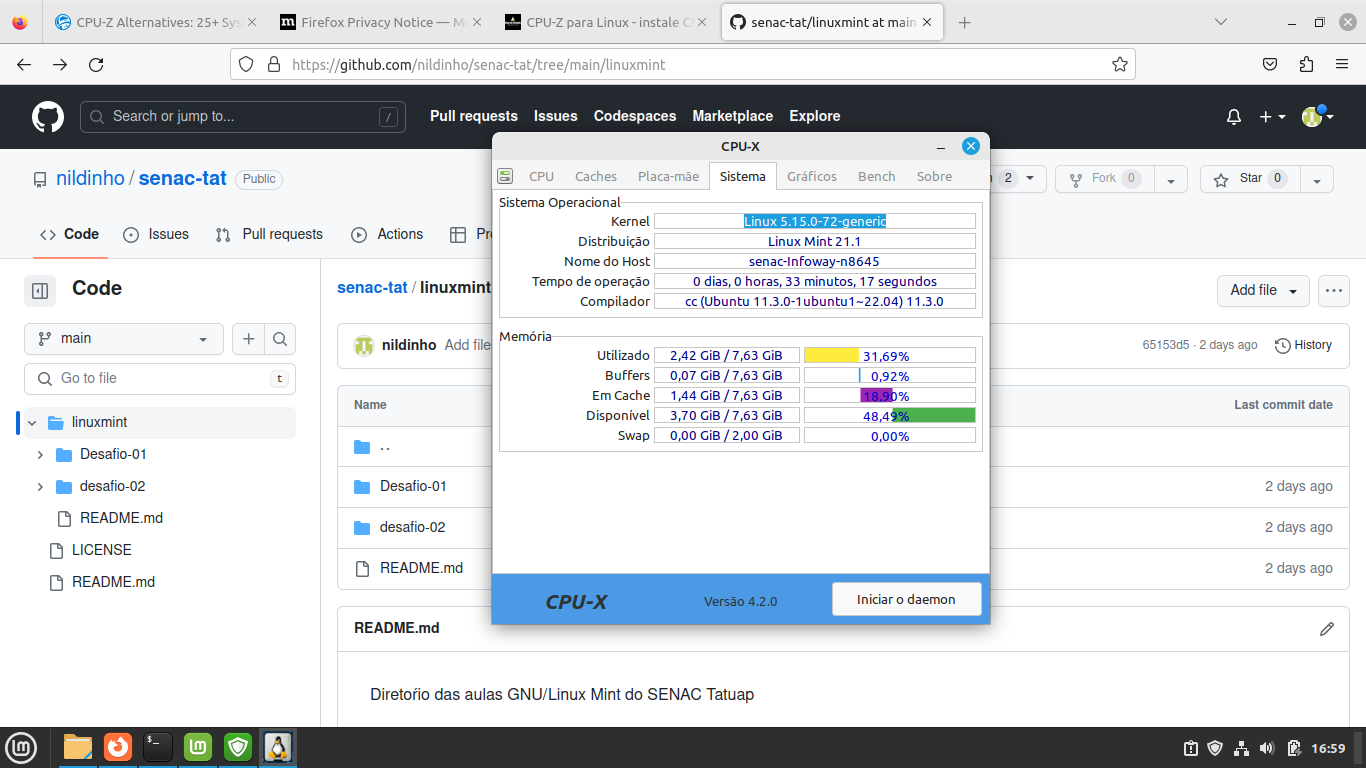 CPU-Z Alternatives: 25+ Sys
Firefox Privacy Notice — Mo
CPU-Z para Linux - instale C
senac-tat/linuxmint at main
https://github.com/nildinho/senac-tat/tree/main/linuxmint
Search or jump to...
/
Pull requests
Issues
Codespaces
Marketplace
Explore
nildinho / senac-tat
Public
2
Fork 0
Star 0
Code
Issues
Pull requests
Actions
Pr
CPU-X
CPU
Caches
Placa-mãe
Sistema
Gráficos
Bench
Sobre
Sistema Operacional
Kernel Linux 5.15.0-72-generic
Distribuição Linux Mint 21.1
Nome do Host senac-Infoway-n8645
Tempo de operação 0 dias, 0 horas, 33 minutos, 17 segundos
Compilador cc (Ubuntu 11.3.0-1ubuntu1~22.04) 11.3.0
Memória
Utilizado 2,42 GiB / 7,63 GiB 31,69%
Buffers 0,07 GiB / 7,63 GiB 0,92%
Em Cache 1,44 GiB / 7,63 GiB 18,90%
Disponível 3,70 GiB / 7,63 GiB 48,49%
Swap 0,00 GiB / 2,00 GiB 0,00%
CPU-X
Versão 4.2.0
Iniciar o daemon
Code
main
Go to file
t
linuxmint
Desafio-01
desafio-02
README.md
LICENSE
README.md
senac-tat / linuxmint
Add file
...
nildinho Add file
65153d5 · 2 days ago
History
Name
Last commit date
..
Desafio-01
2 days ago
desafio-02
2 days ago
README.md
2 days ago
README.md
Diretoŕio das aulas GNU/Linux Mint do SENAC Tatuap
16:59